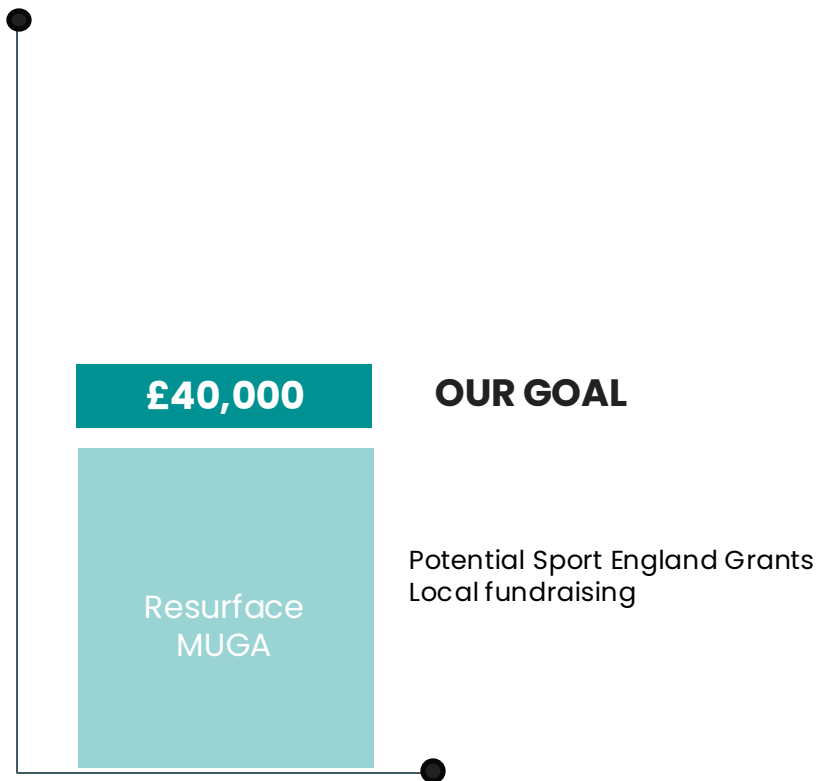 £40,000
OUR GOAL
Resurface
MUGA
Potential Sport England Grants
Local fundraising